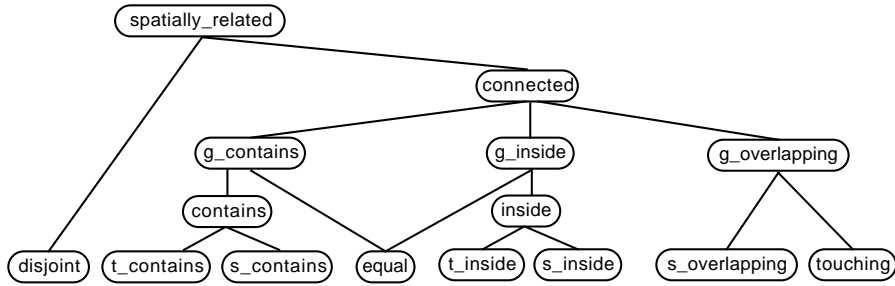 spatially_related
connected
g_contains
g_inside
g_overlapping
contains
inside
disjoint
t_contains
s_contains
equal
t_inside
s_inside
s_overlapping
touching